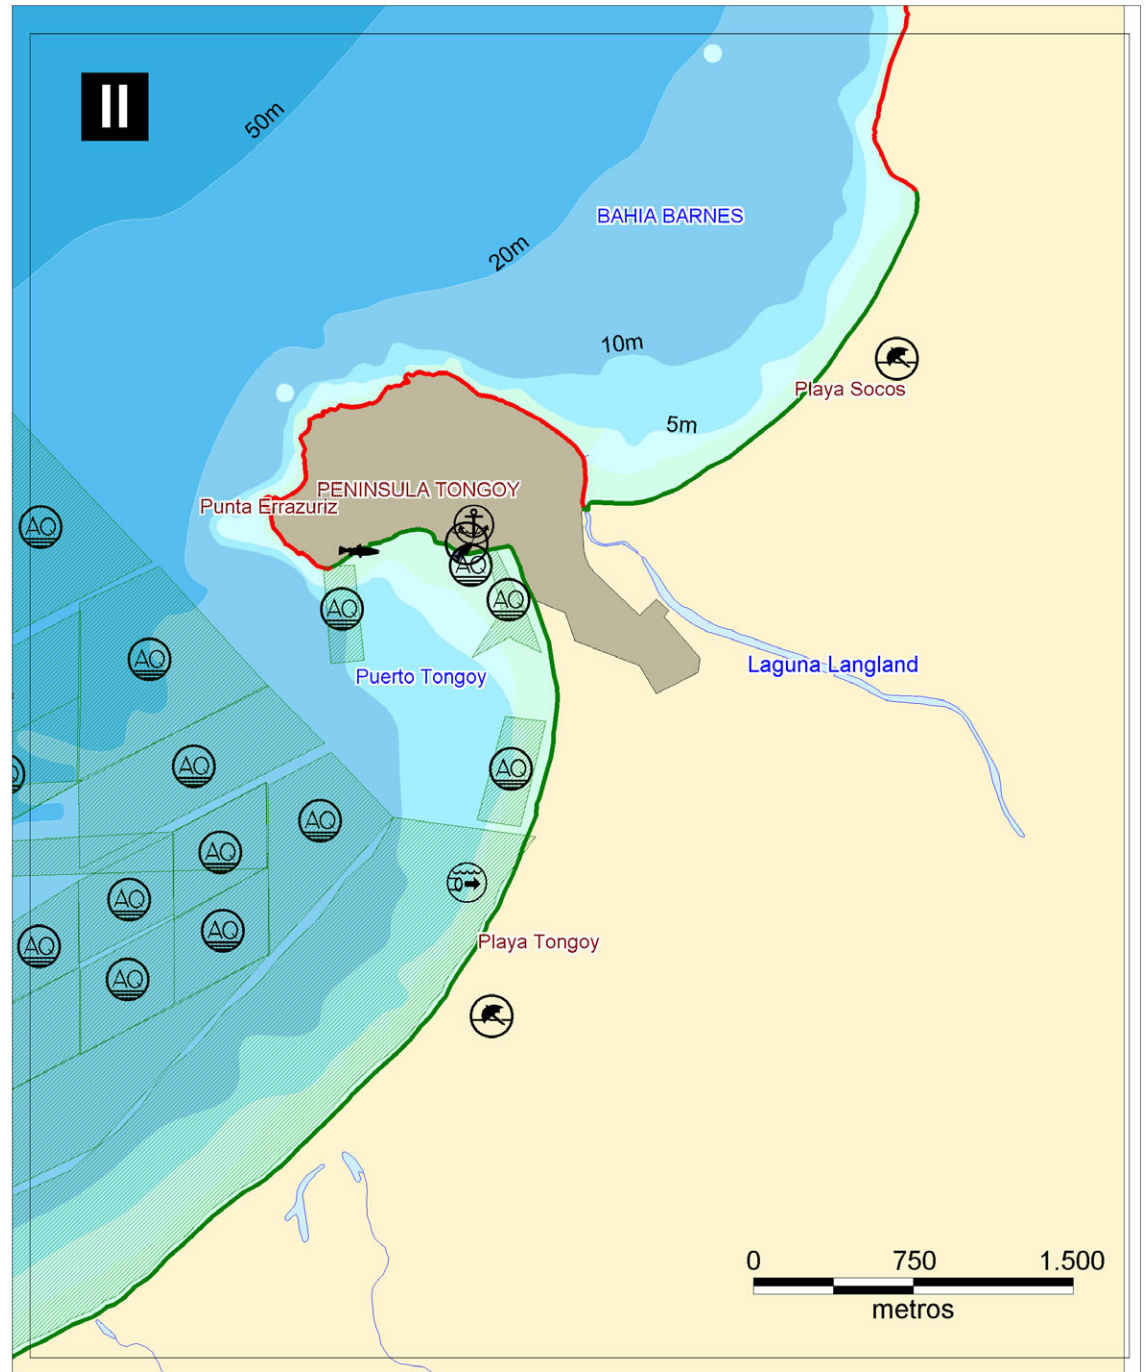 II
50m
BAHIA BARNES
20m
10m
Playa Socos
5m
PENINSULA TONGOY
Punta Errazuriz
AQ
AQ
AQ
AQ
AQ
Puerto Tongoy
Laguna Langland
AQ
AQ
AQ
AQ
AQ
AQ
AQ
AQ
Playa Tongoy
AQ
0 750 1.500
metros